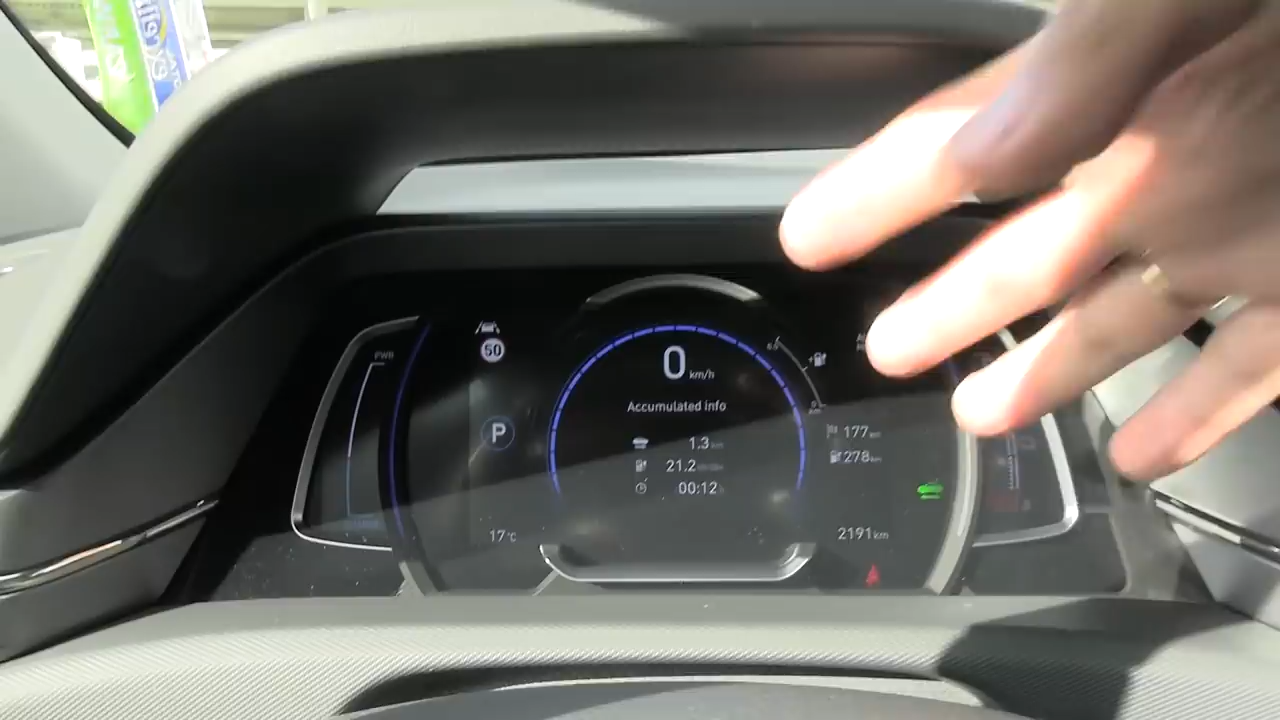 PWR
50
0 km/h
Accumulated info
P
1.3 km
21.2
00:12
177 km
278 km
17°C
2191 km